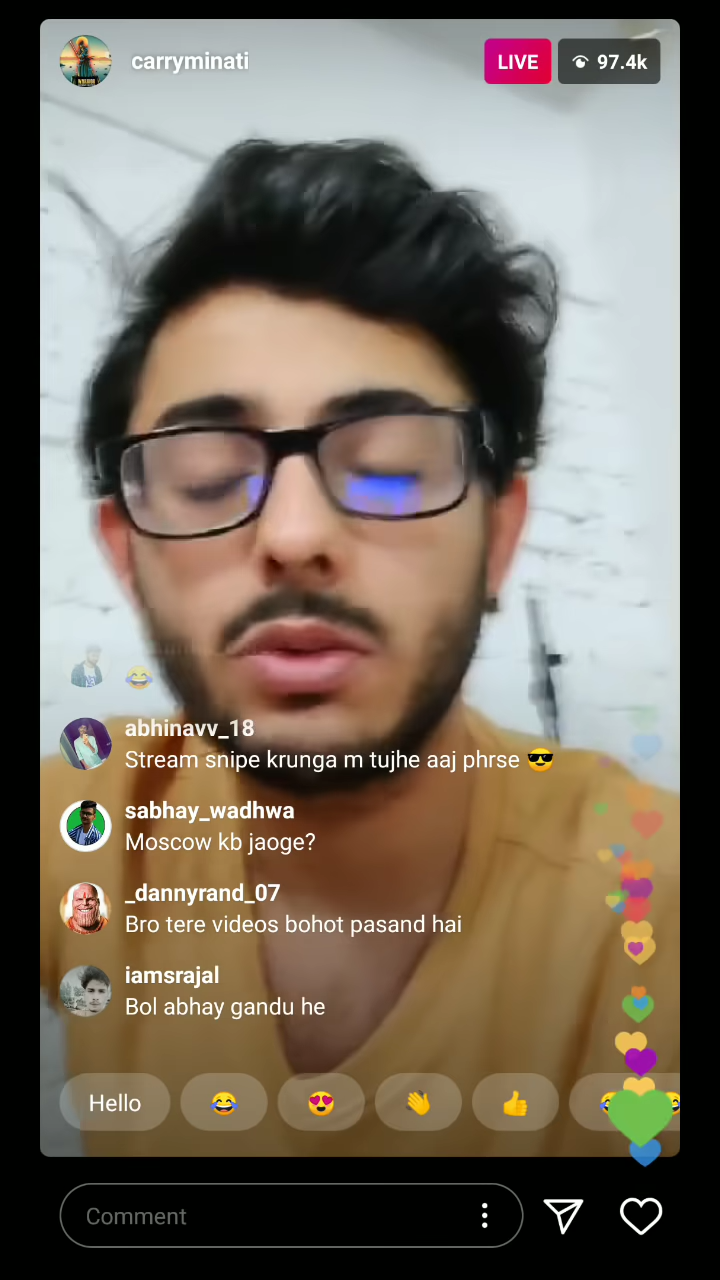 carryminati
LIVE 97.4k
😂
abhinavv_18
Stream snipe krunga m tujhe aaj phrse 😎
sabhay_wadhwa
Moscow kb jaoge?
_dannyrand_07
Bro tere videos bohot pasand hai
iamsrajal
Bol abhay gandu he
Hello 😂 😍 👋 👍 😂
Comment